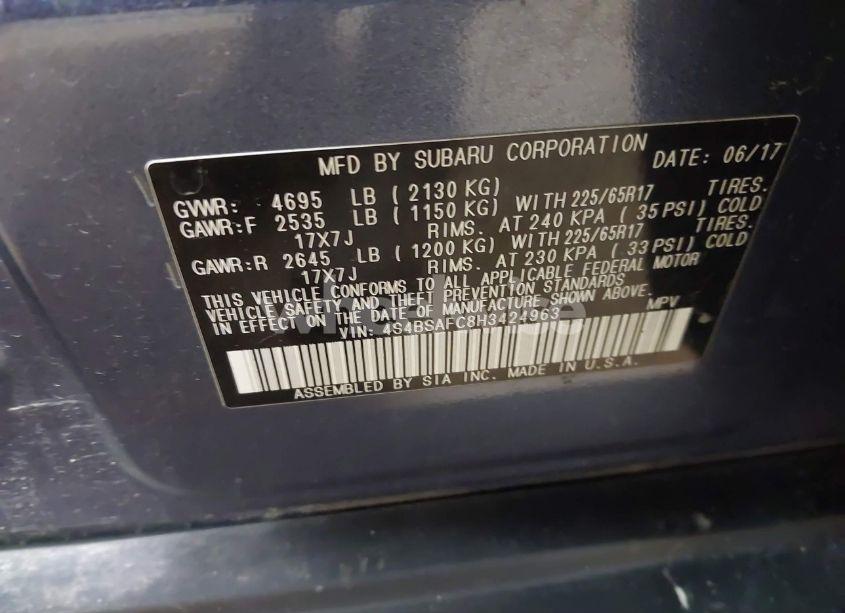 MFD BY SUBARU CORPORATION DATE: 06/17
GVWR: 4695 LB ( 2130 KG)
GAWR:F 2535 LB ( 1150 KG) WITH 225/65R17 TIRES.
17X7J RIMS. AT 240 KPA ( 35 PSI) COLD
GAWR:R 2645 LB ( 1200 KG) WITH 225/65R17 TIRES.
17X7J RIMS. AT 230 KPA ( 33 PSI) COLD
THIS VEHICLE CONFORMS TO ALL APPLICABLE FEDERAL MOTOR
VEHICLE SAFETY AND THEFT PREVENTION STANDARDS
IN EFFECT ON THE DATE OF MANUFACTURE SHOWN ABOVE.
VIN: 4S4BSAFC8H3424963 MPV
ASSEMBLED BY SIA INC. MADE IN U.S.A.